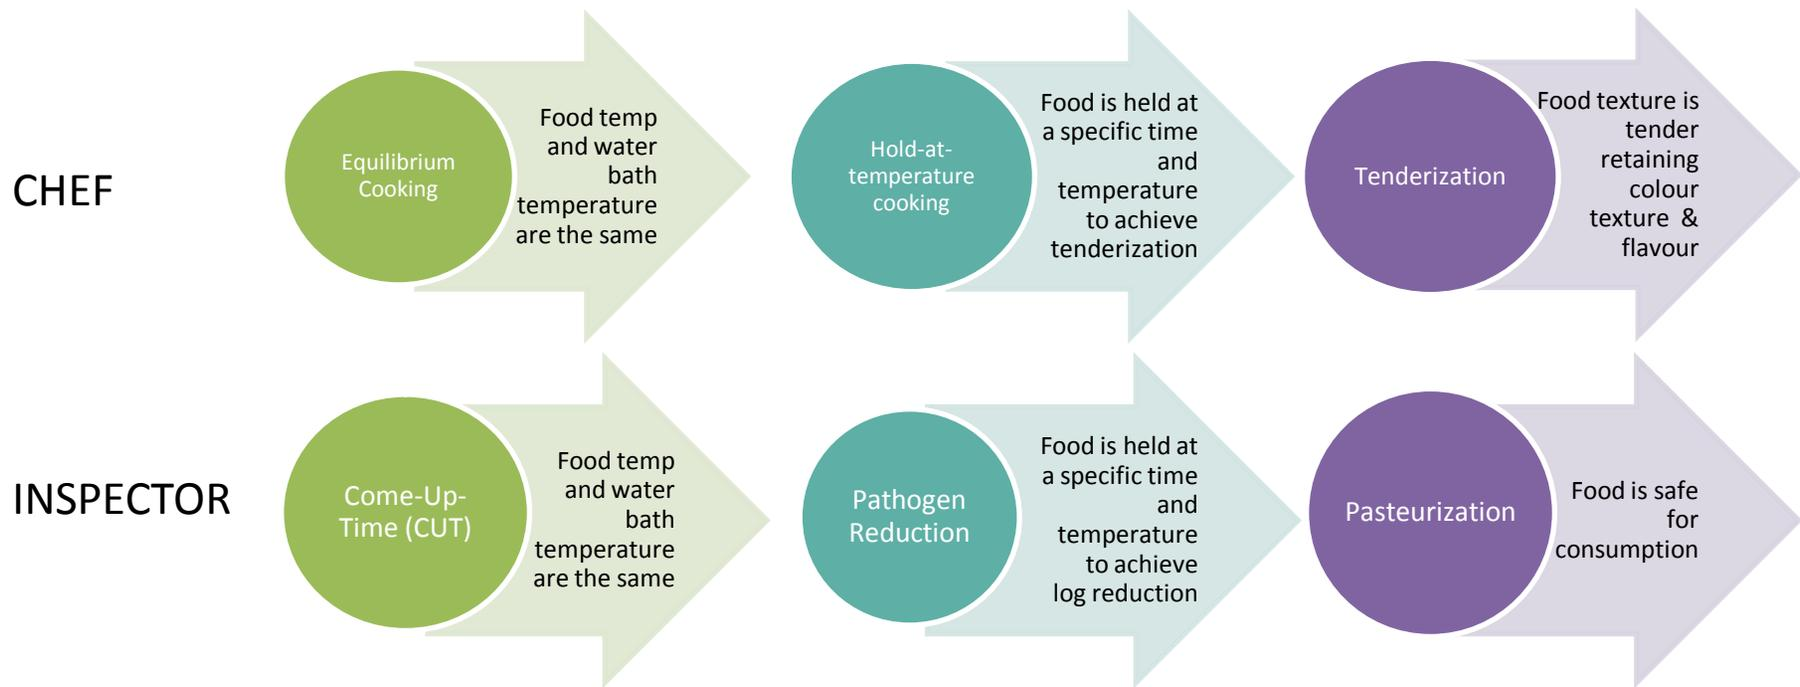 CHEF
Equilibrium
Cooking
Food temp
and water
bath
temperature
are the same
Hold-at-
temperature
cooking
Food is held at
a specific time
and
temperature
to achieve
tenderization
Tenderization
Food texture is
tender
retaining
colour
texture &
flavour
INSPECTOR
Come-Up-
Time (CUT)
Food temp
and water
bath
temperature
are the same
Pathogen
Reduction
Food is held at
a specific time
and
temperature
to achieve
log reduction
Pasteurization
Food is safe
for
consumption